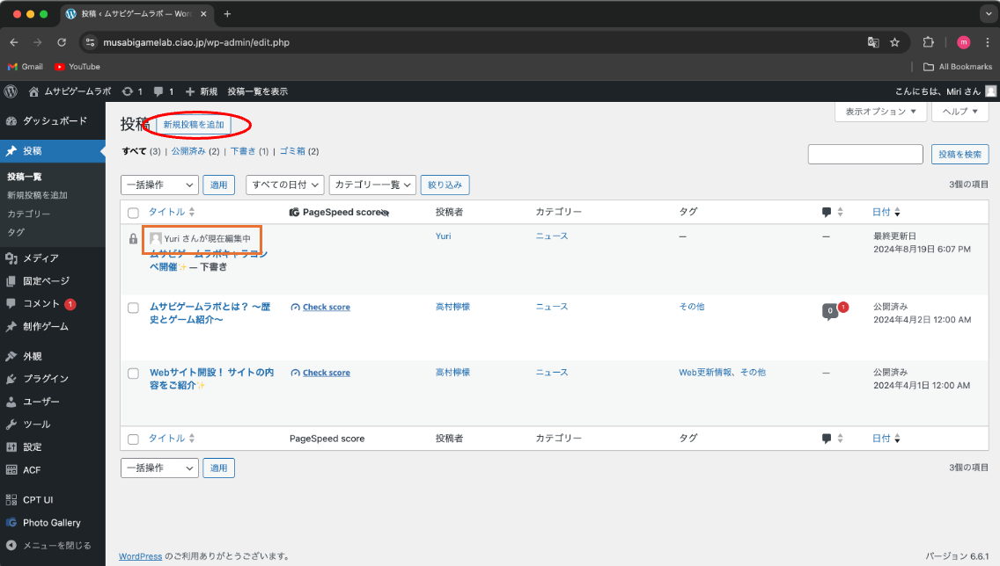 投稿 ‹ ムサビゲームラボ — Wor
musabigamelab.ciao.jp/wp-admin/edit.php
m
Gmail YouTube All Bookmarks
ムサビゲームラボ 1 1 新規 投稿一覧を表示 こんにちは、Miri さん
ダッシュボード
投稿
投稿一覧
新規投稿を追加
カテゴリー
タグ
メディア
固定ページ
コメント 1
制作ゲーム
外観
プラグイン
ユーザー
ツール
設定
ACF
CPT UI
Photo Gallery
メニューを閉じる
表示オプション ▼ ヘルプ ▼
投稿 新規投稿を追加
すべて (3) | 公開済み (2) | 下書き (1) | ゴミ箱 (2)
投稿を検索
一括操作 適用 すべての日付 カテゴリー一覧 絞り込み 3個の項目
タイトル PageSpeed score 投稿者 カテゴリー タグ 日付
Yuri さんが現在編集中 Yuri ニュース — — 最終更新日
ムサビゲームラボキャラコン 2024年8月19日 6:07 PM
ペ開催✨ — 下書き
ムサビゲームラボとは？ 〜歴 Check score 高村檸檬 ニュース その他 0 1 公開済み
史とゲーム紹介〜 2024年4月2日 12:00 AM
Webサイト開設！ サイトの内 Check score 高村檸檬 ニュース Web更新情報、その他 — 公開済み
容をご紹介✨ 2024年4月1日 12:00 AM
タイトル PageSpeed score 投稿者 カテゴリー タグ 日付
一括操作 適用 3個の項目
WordPress のご利用ありがとうございます。 バージョン 6.6.1